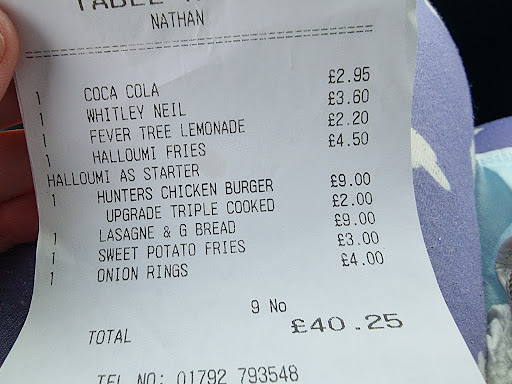 NATHAN
1 COCA COLA £2.95
1 WHITLEY NEIL £3.60
1 FEVER TREE LEMONADE £2.20
1 HALLOUMI FRIES £4.50
HALLOUMI AS STARTER
1 HUNTERS CHICKEN BURGER £9.00
UPGRADE TRIPLE COOKED £2.00
1 LASAGNE & G BREAD £9.00
1 SWEET POTATO FRIES £3.00
1 ONION RINGS £4.00
9 No
TOTAL £40.25
TEL NO: 01792 793548